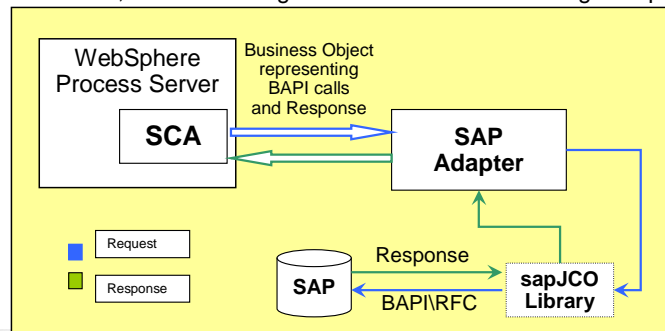 WebSphere
Process Server
SCA
Business Object
representing
BAPI calls
and Response
SAP
Adapter
Request
Response
SAP
Response
BAPI\RFC
sapJCO
Library